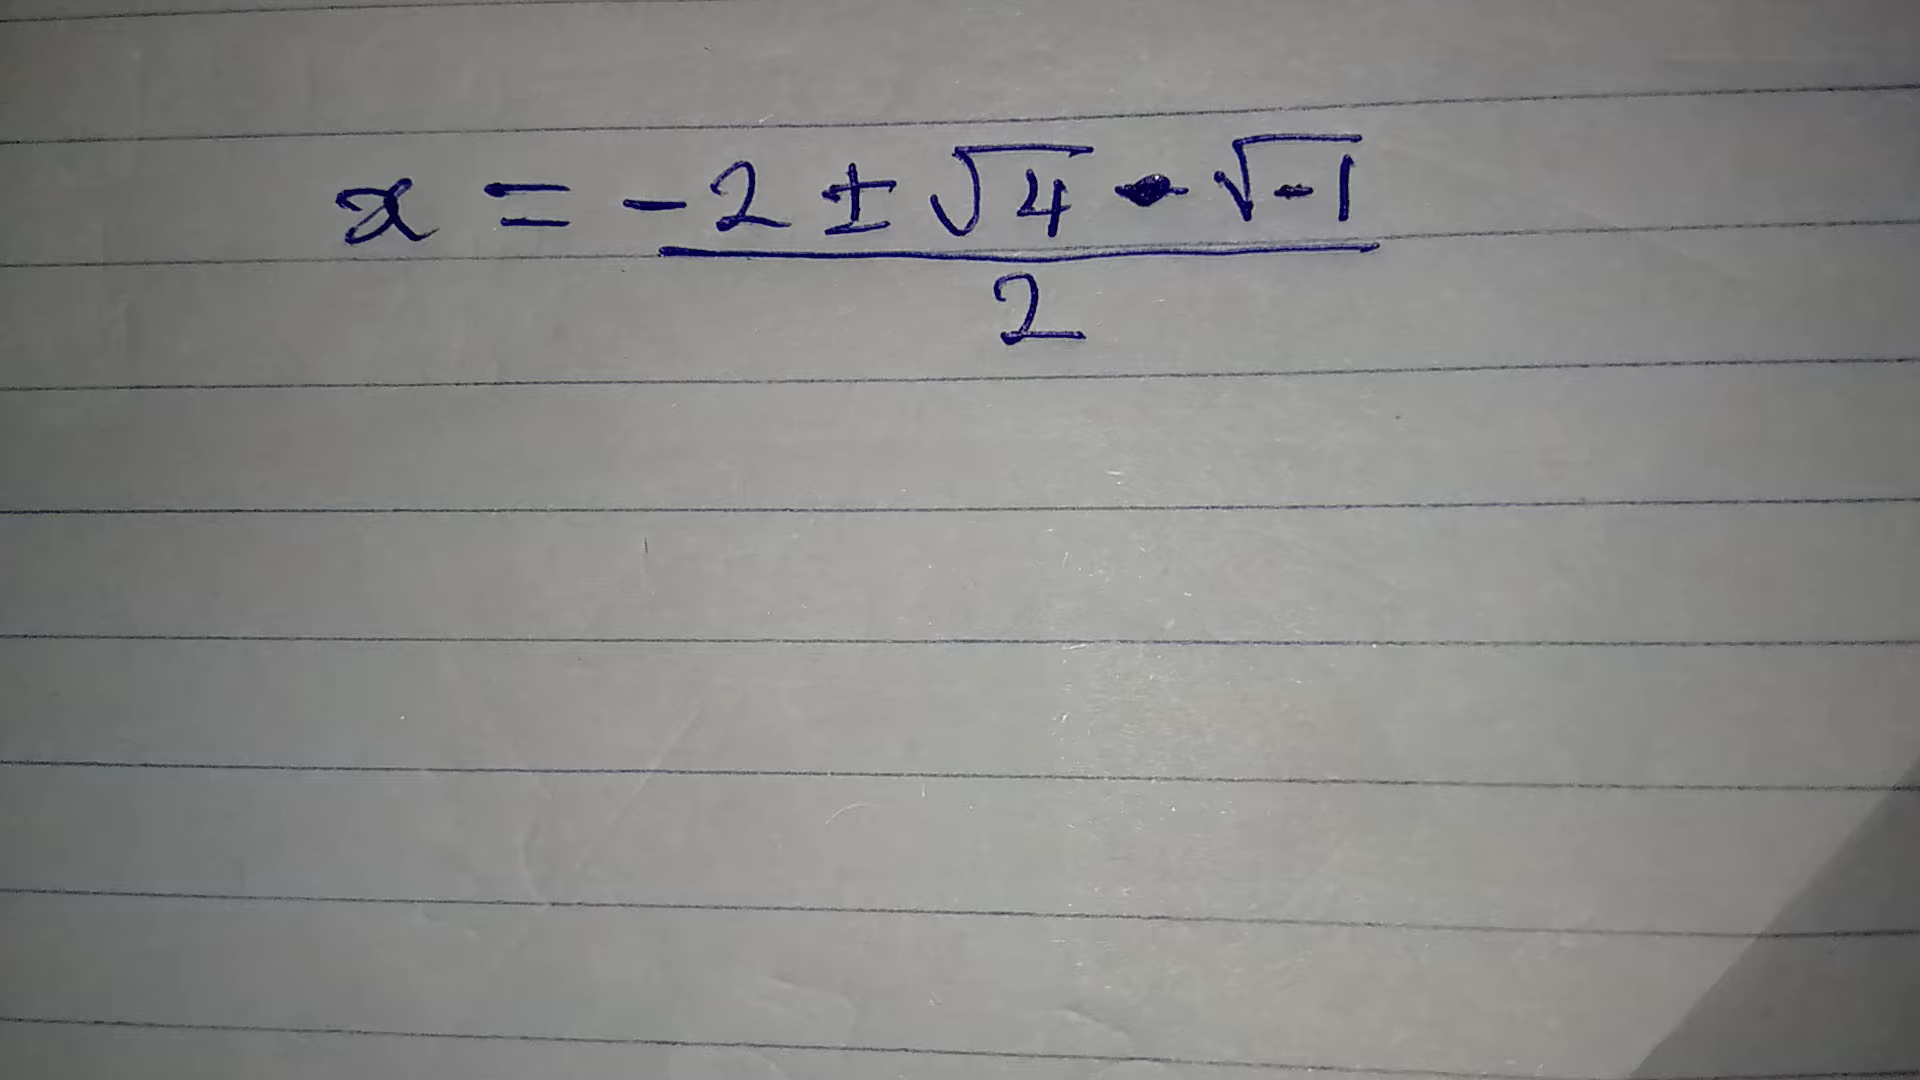 x = -2 ± √4 • √-1
2